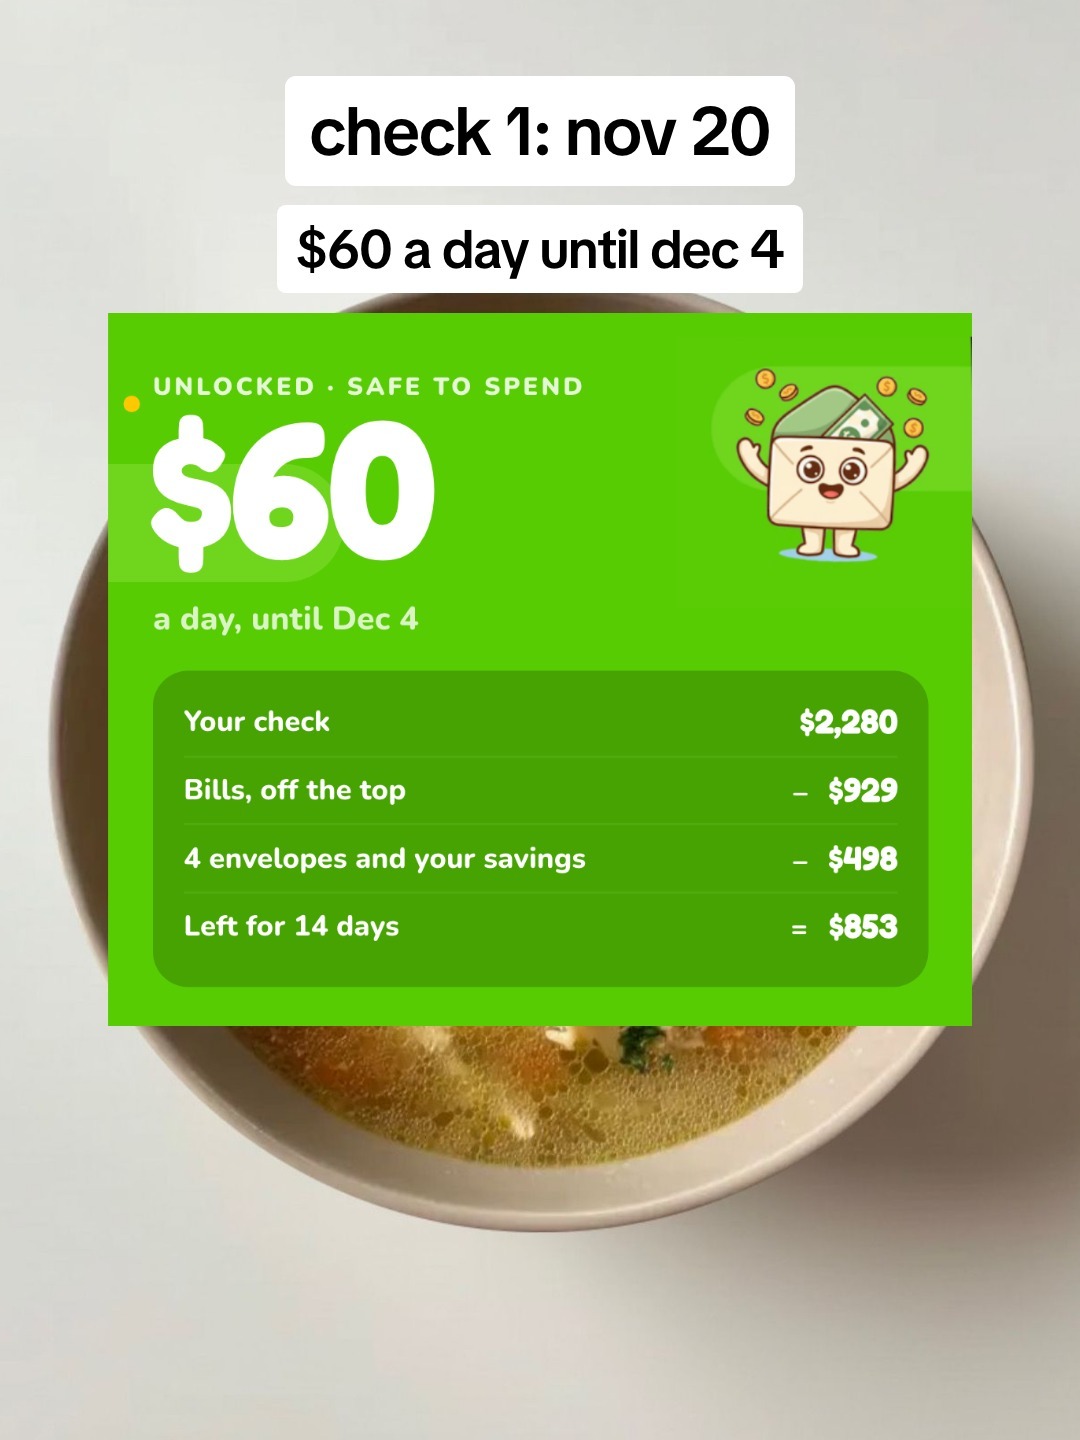 check 1: nov 20
$60 a day until dec 4
UNLOCKED · SAFE TO SPEND
$60
a day, until Dec 4
Your check $2,280
Bills, off the top – $929
4 envelopes and your savings – $498
Left for 14 days = $853